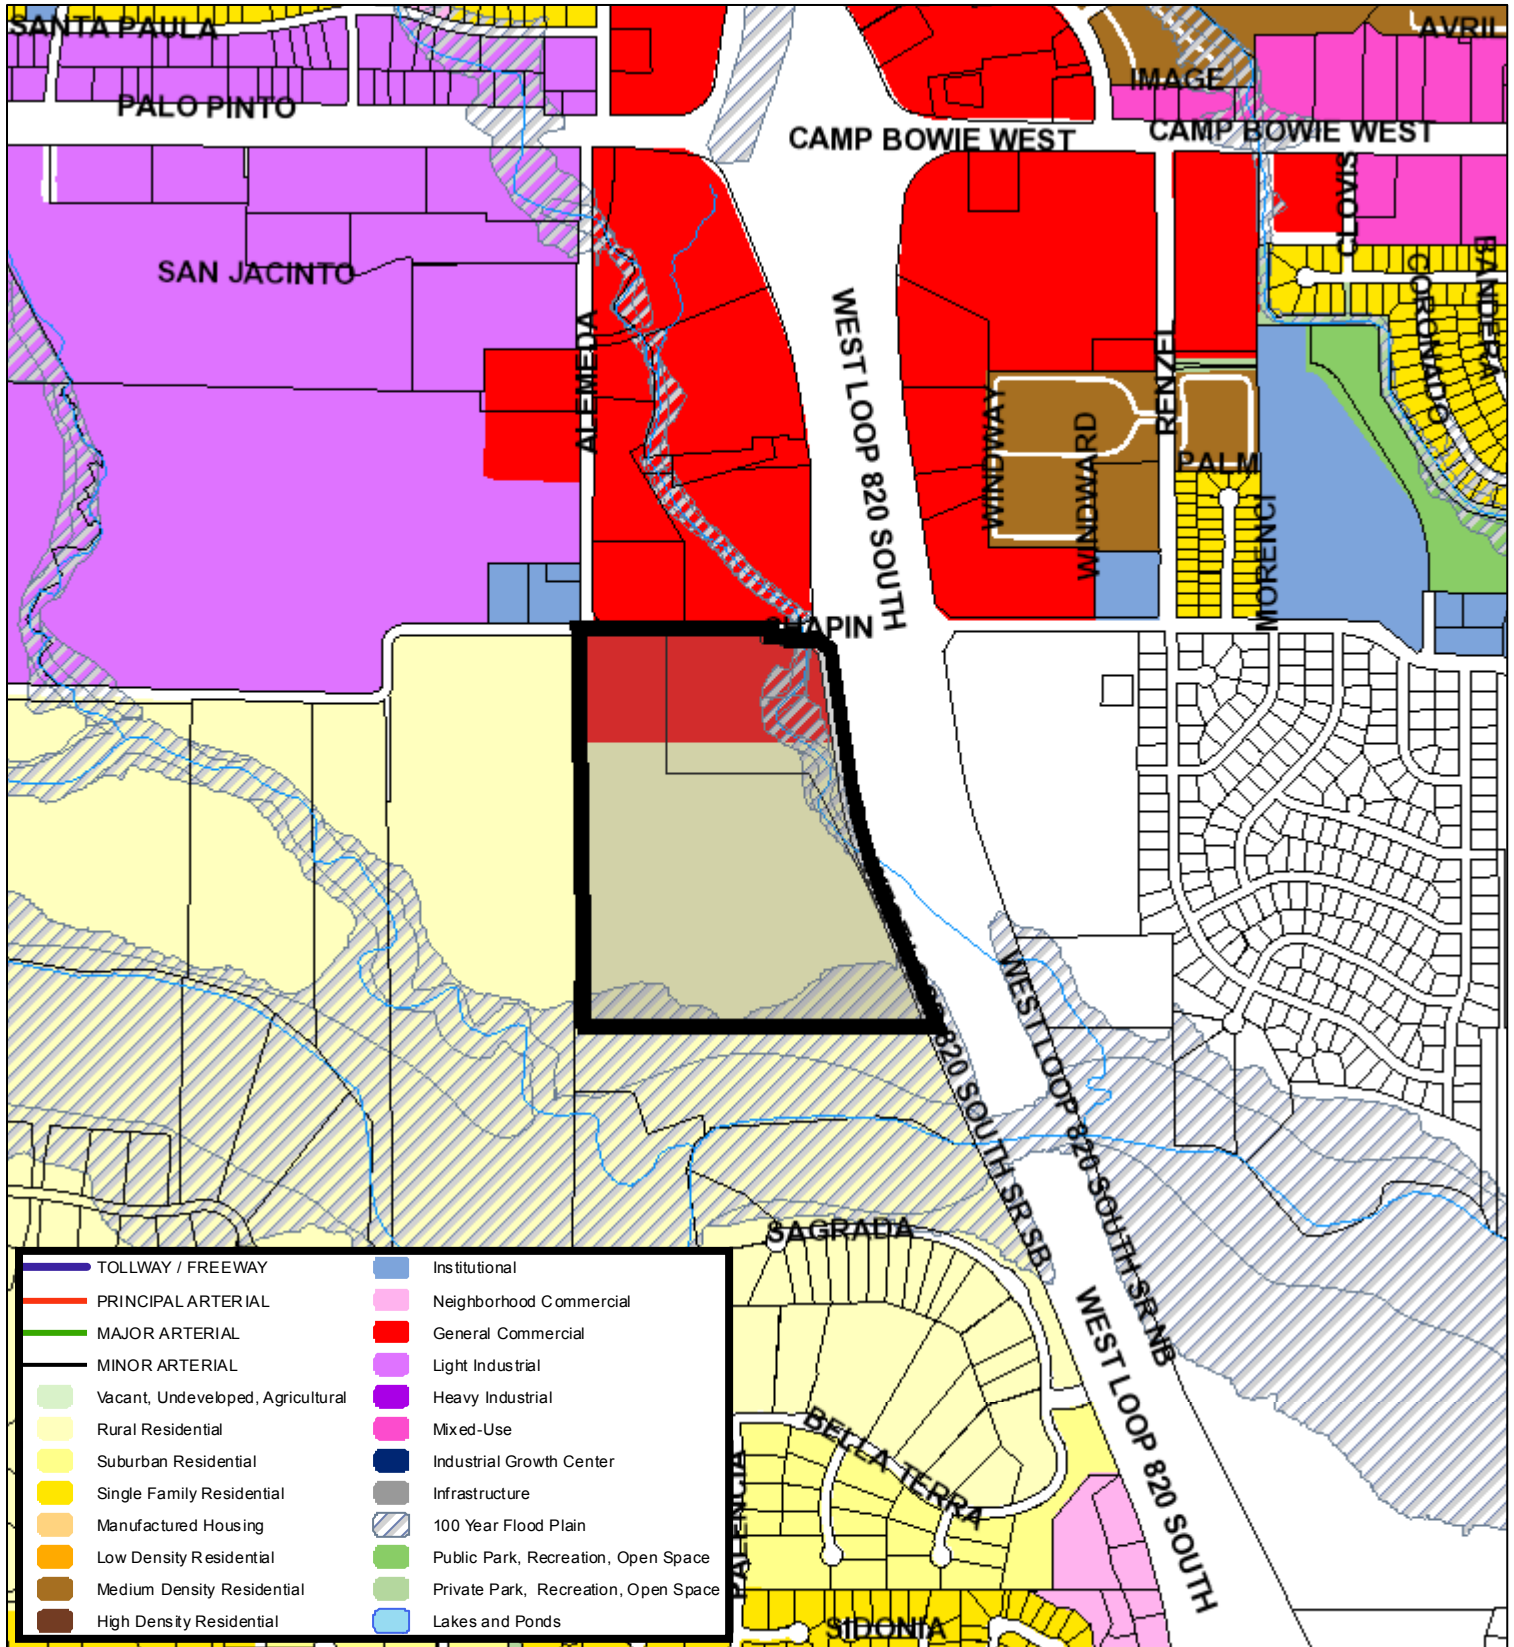 SANTA PAULA
AVRIL
IMAGE
PALO PINTO
CAMP BOWIE WEST
CAMP BOWIE WEST
CLOVIS
SAN JACINTO
BANDERA
CORONADO
ALEMEDA
WEST LOOP 820 SOUTH
RENZEL
WINDWAY
WINDWARD
PALM
MORENCI
CHAPIN
WEST LOOP 820 SOUTH SR NB
820 SOUTH SR SB
SAGRADA
WEST LOOP 820 SOUTH
BELLA TERRA
PALENCIA
SIDONIA
TOLLWAY / FREEWAY
PRINCIPAL ARTERIAL
MAJOR ARTERIAL
MINOR ARTERIAL
Vacant, Undeveloped, Agricultural
Rural Residential
Suburban Residential
Single Family Residential
Manufactured Housing
Low Density Residential
Medium Density Residential
High Density Residential
Institutional
Neighborhood Commercial
General Commercial
Light Industrial
Heavy Industrial
Mixed-Use
Industrial Growth Center
Infrastructure
100 Year Flood Plain
Public Park, Recreation, Open Space
Private Park, Recreation, Open Space
Lakes and Ponds